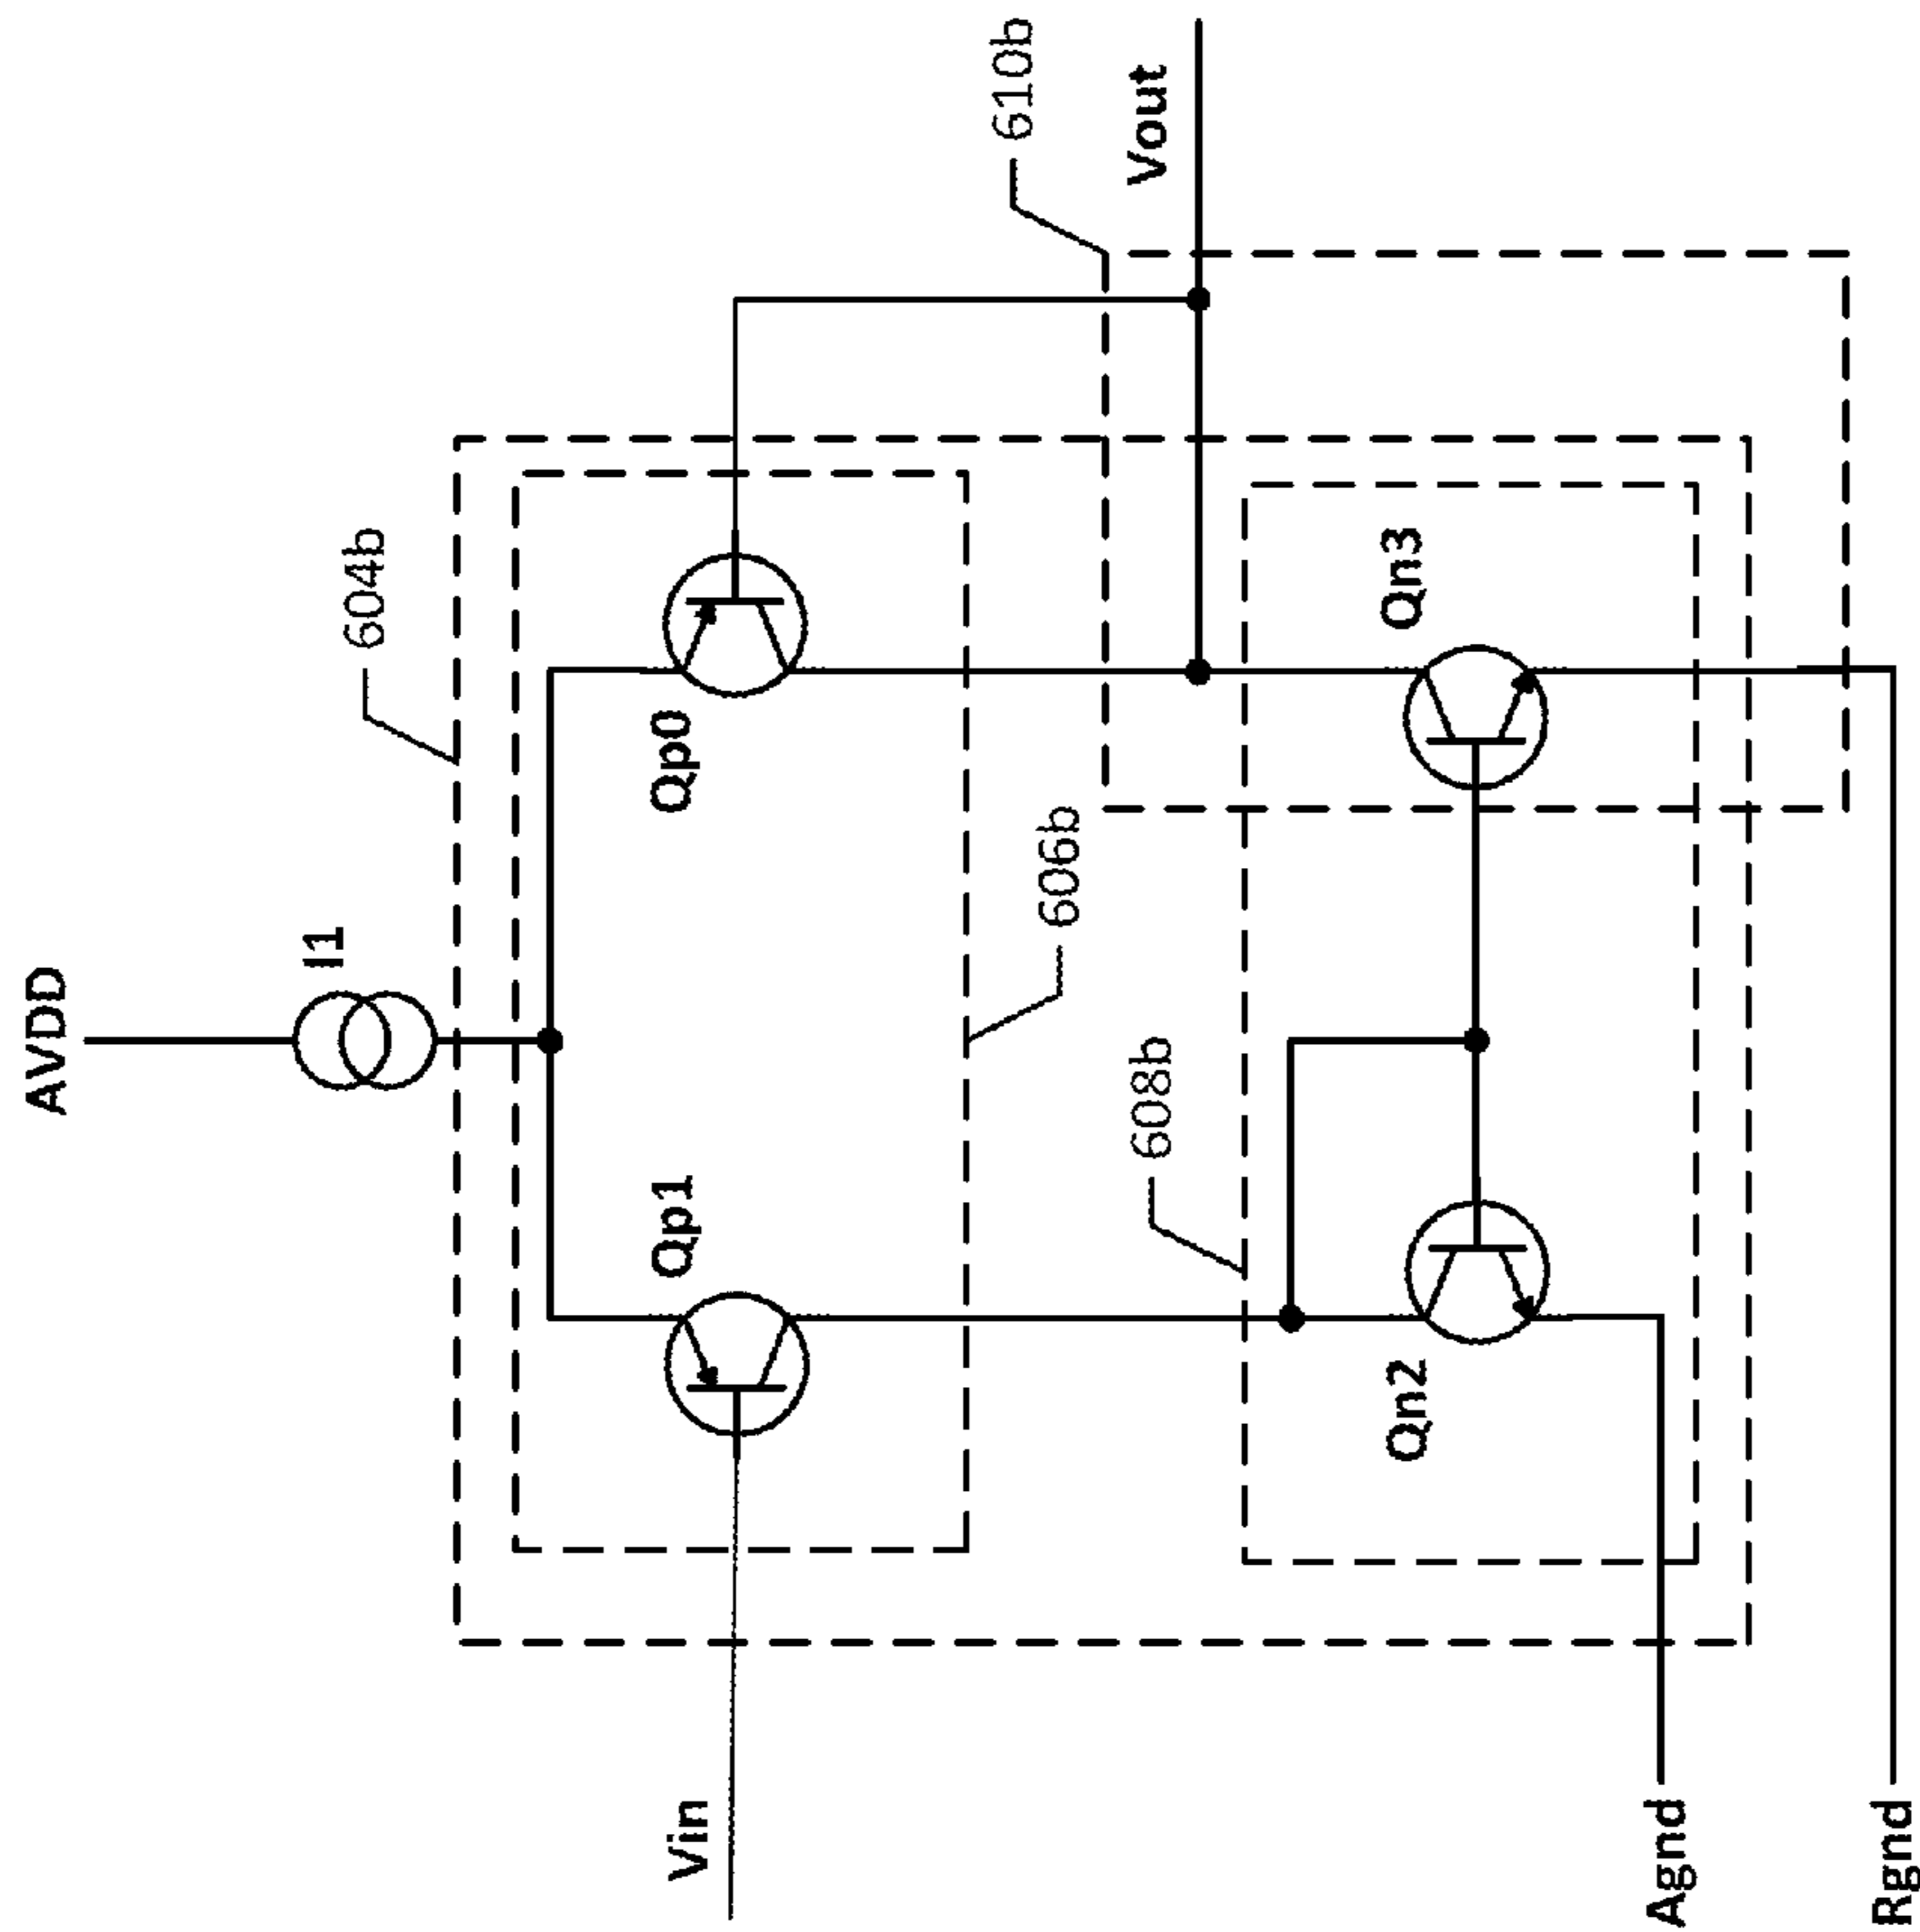 AVDD
I1
604b
Qp1
Qp0
Vin
606b
610b
608b
Vout
Qn2
Qn3
Agnd
Rgnd